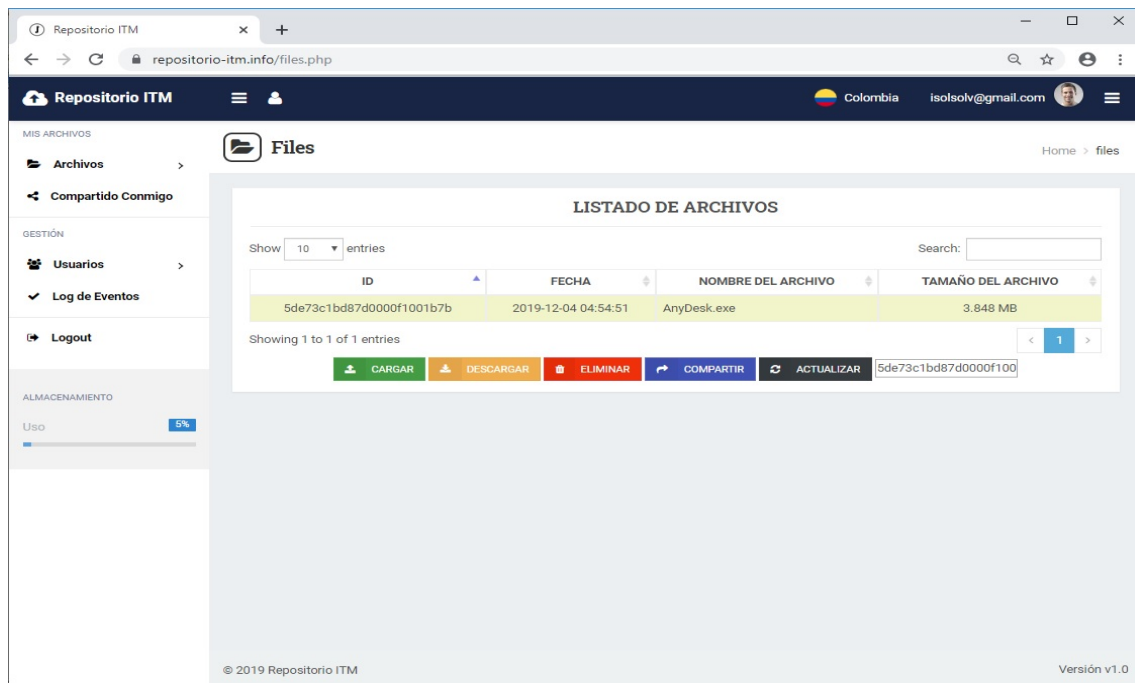 Repositorio ITM
repositorio-itm.info/files.php
Repositorio ITM
Colombia
isolsolv@gmail.com
MIS ARCHIVOS
Archivos
Compartido Conmigo
GESTIÓN
Usuarios
Log de Eventos
Logout
ALMACENAMIENTO
Uso 5%
Files
Home > files
LISTADO DE ARCHIVOS
Show 10 entries
Search:
ID FECHA NOMBRE DEL ARCHIVO TAMAÑO DEL ARCHIVO
5de73c1bd87d0000f1001b7b 2019-12-04 04:54:51 AnyDesk.exe 3.848 MB
Showing 1 to 1 of 1 entries
< 1 >
CARGAR DESCARGAR ELIMINAR COMPARTIR ACTUALIZAR 5de73c1bd87d0000f100
© 2019 Repositorio ITM
Versión v1.0